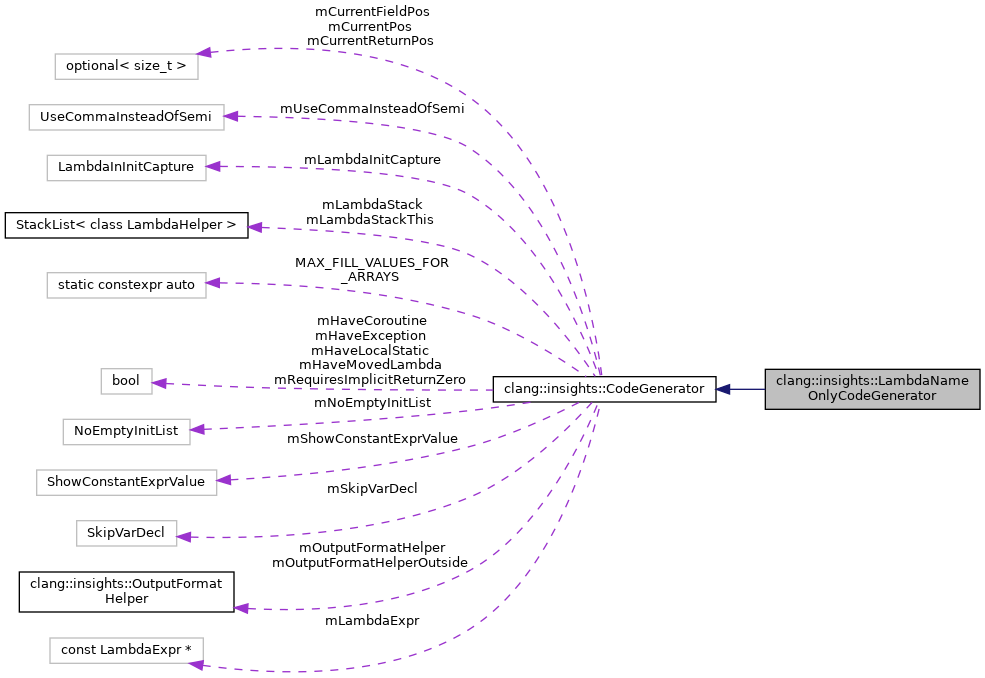 mCurrentFieldPos
mCurrentPos
mCurrentReturnPos
optional< size_t >
mUseCommaInsteadOfSemi
UseCommaInsteadOfSemi
mLambdaInitCapture
LambdaInInitCapture
mLambdaStack
mLambdaStackThis
StackList< class LambdaHelper >
MAX_FILL_VALUES_FOR
_ARRAYS
static constexpr auto
mHaveCoroutine
mHaveException
mHaveLocalStatic
mHaveMovedLambda
mRequiresImplicitReturnZero
bool
clang::insights::CodeGenerator
clang::insights::LambdaName
OnlyCodeGenerator
mNoEmptyInitList
NoEmptyInitList
mShowConstantExprValue
ShowConstantExprValue
mSkipVarDecl
SkipVarDecl
mOutputFormatHelper
mOutputFormatHelperOutside
clang::insights::OutputFormat
Helper
mLambdaExpr
const LambdaExpr *